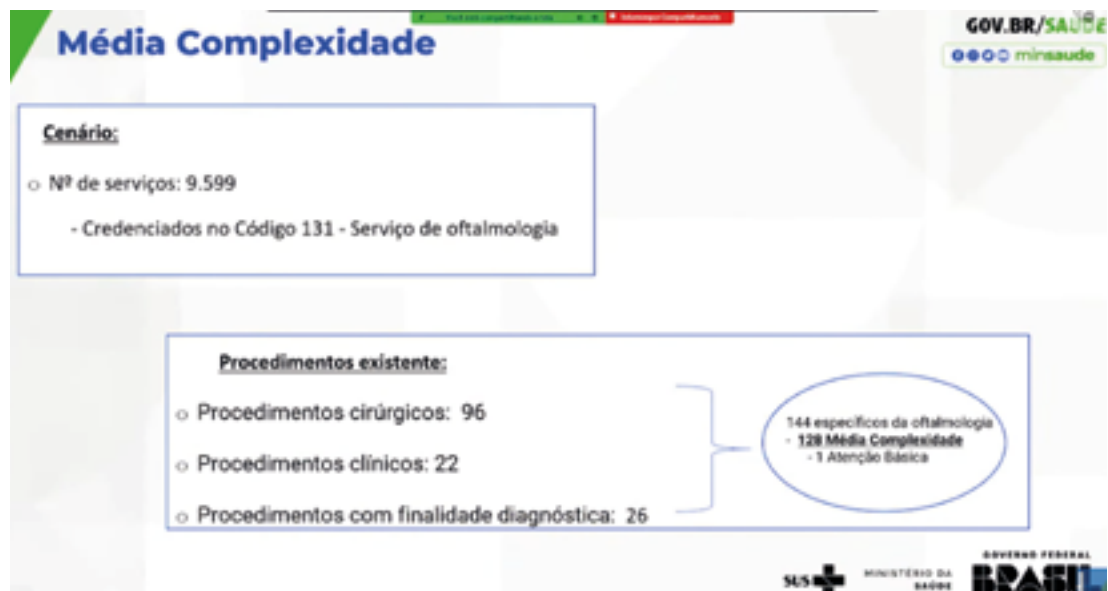 Média Complexidade
GOV.BR/SAÚDE
minsaude
Cenário:
○ Nº de serviços: 9.599
- Credenciados no Código 131 - Serviço de oftalmologia
Procedimentos existente:
○ Procedimentos cirúrgicos: 96
○ Procedimentos clínicos: 22
○ Procedimentos com finalidade diagnóstica: 26
144 específicos da oftalmologia
- 128 Média Complexidade
- 1 Atenção Básica
SUS
MINISTÉRIO DA
SAÚDE
GOVERNO FEDERAL
BRASIL